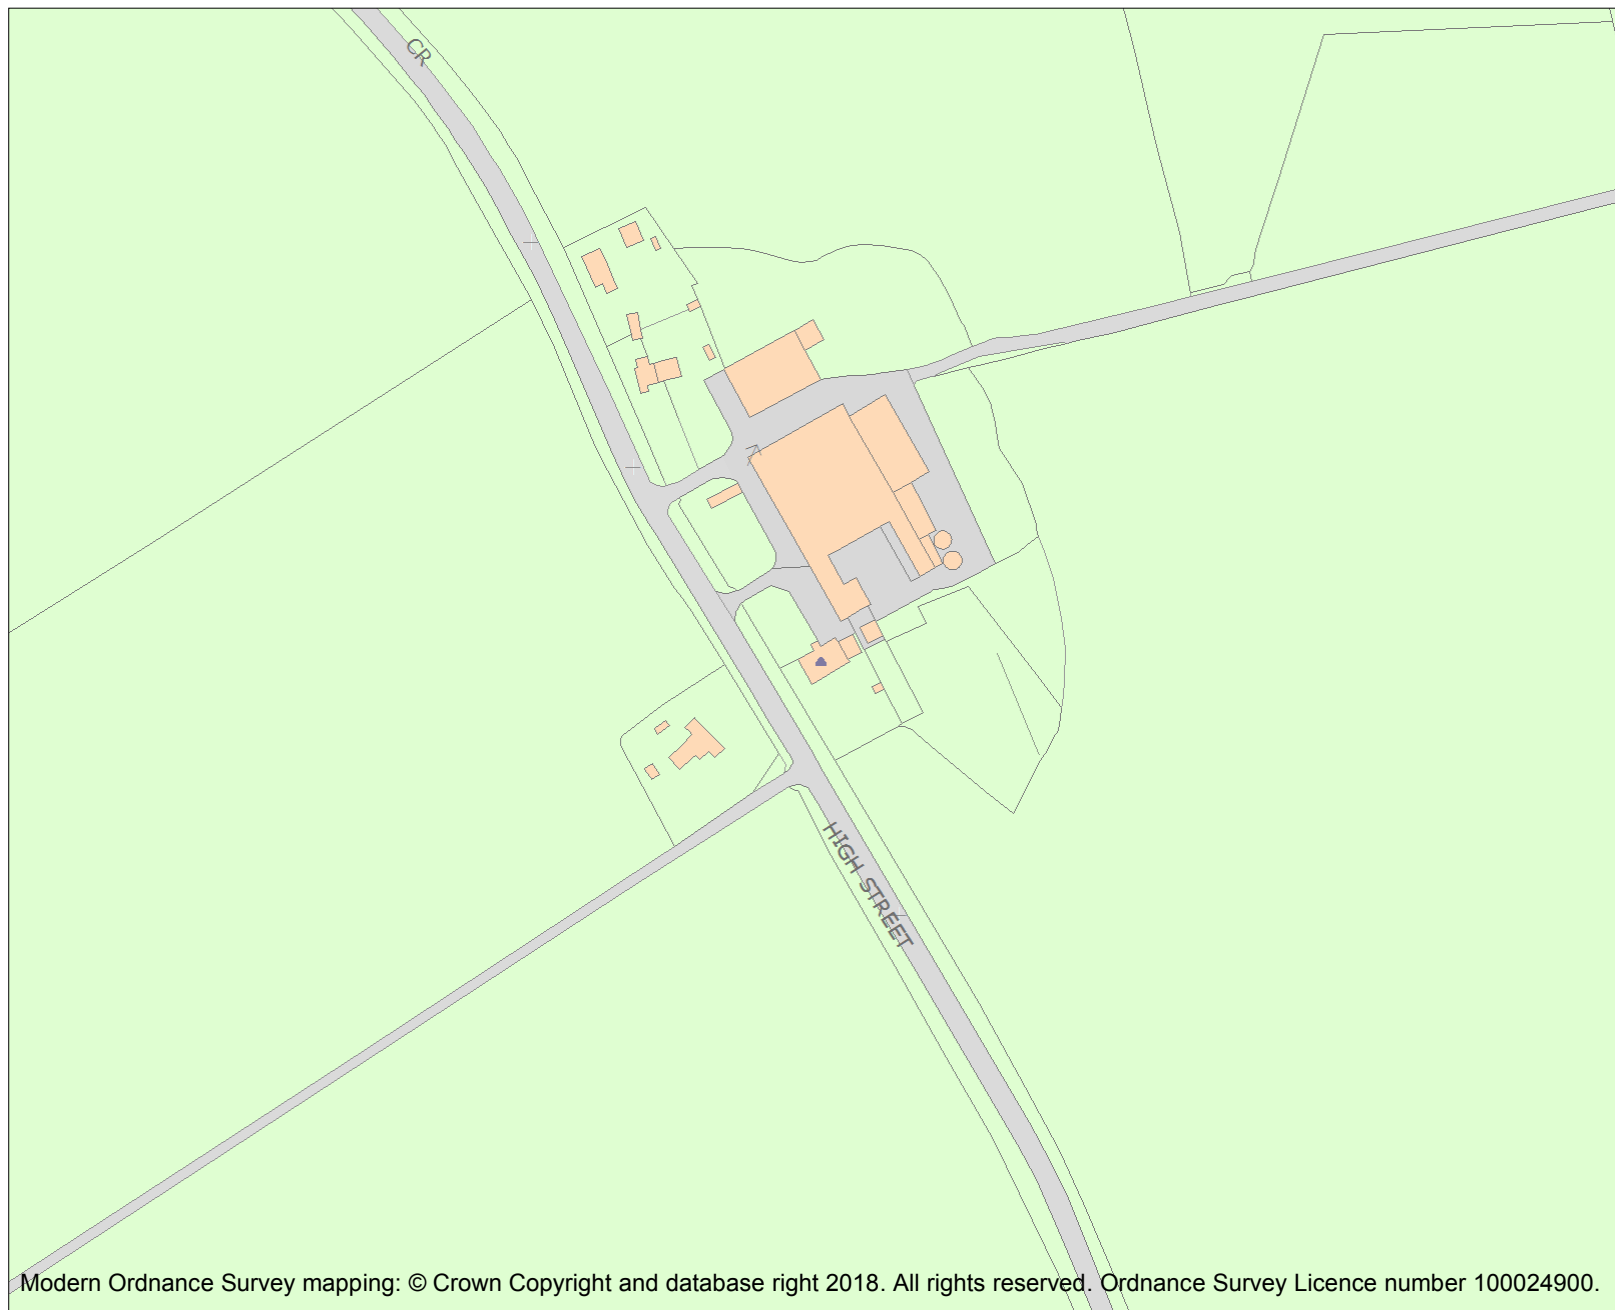 CR
HIGH STREET
Modern Ordnance Survey mapping: © Crown Copyright and database right 2018. All rights reserved. Ordnance Survey Licence number 100024900.